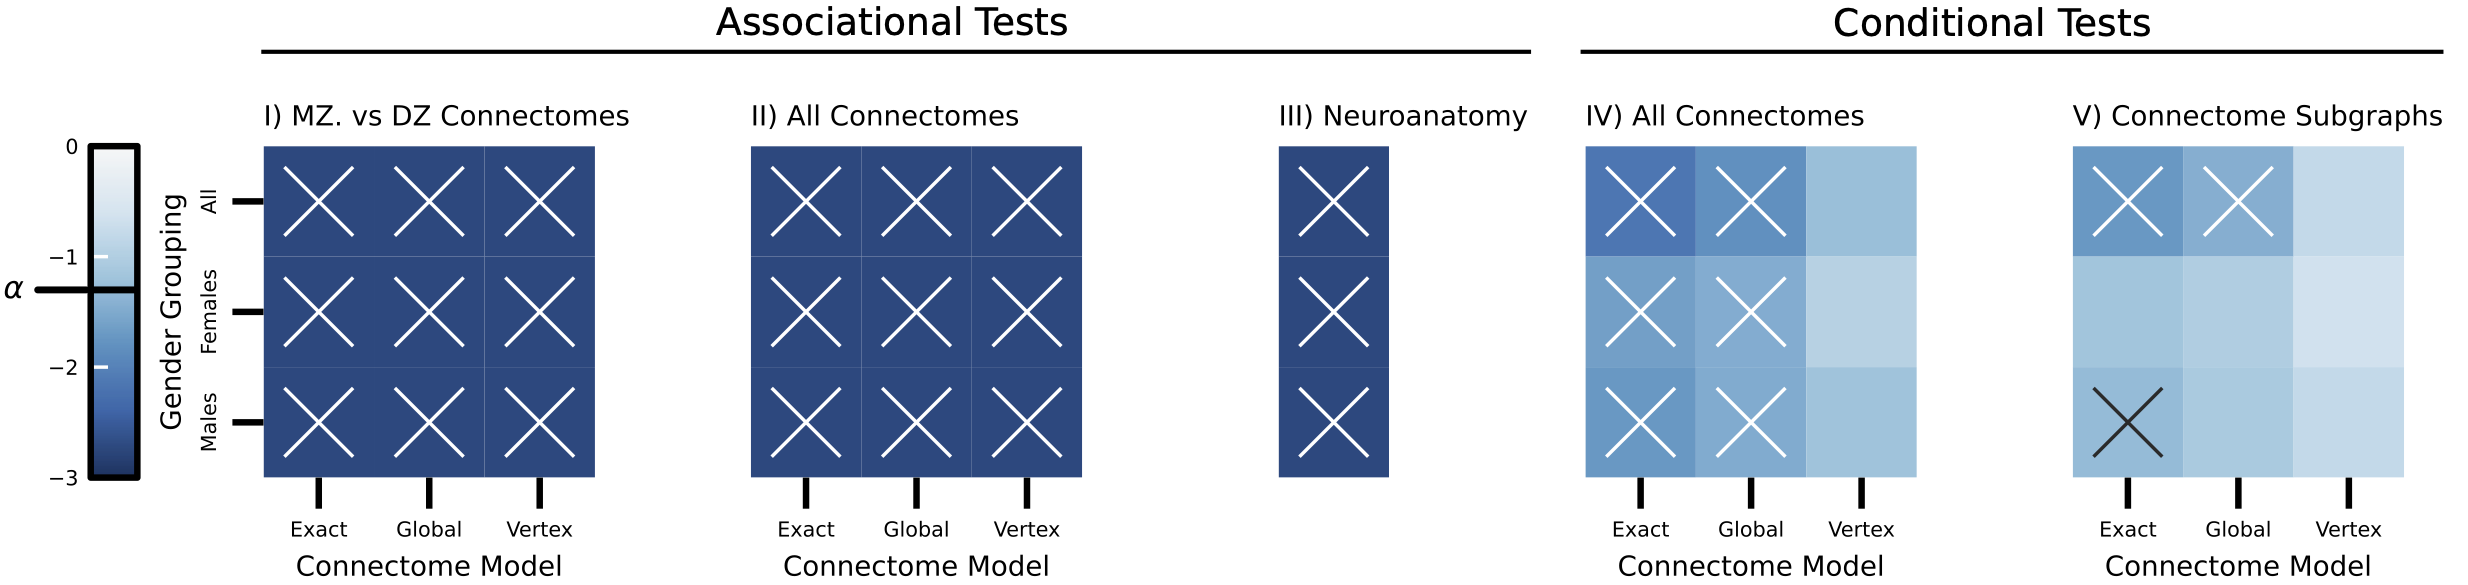 Associational Tests
Conditional Tests
I) MZ. vs DZ Connectomes
II) All Connectomes
III) Neuroanatomy
IV) All Connectomes
V) Connectome Subgraphs
0
−1
α
−2
−3
Gender Grouping
All
Females
Males
Exact Global Vertex
Connectome Model
Exact Global Vertex
Connectome Model
Exact Global Vertex
Connectome Model
Exact Global Vertex
Connectome Model